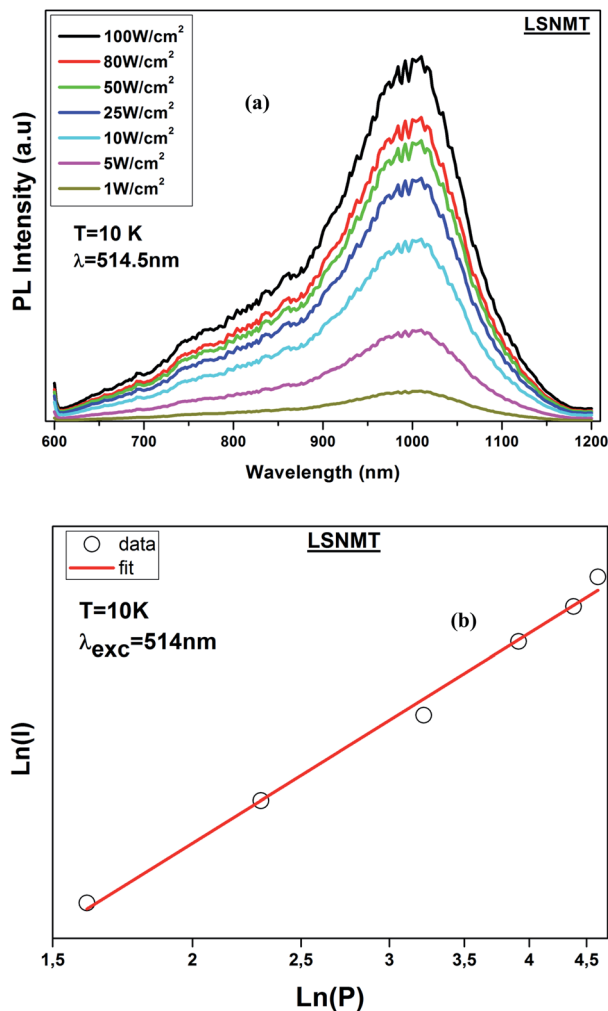 LSNMT
100W/cm²
80W/cm²
50W/cm²
25W/cm²
10W/cm²
5W/cm²
1W/cm²
(a)
T=10 K
λ=514.5nm
PL Intensity (a.u)
600 700 800 900 1000 1100 1200
Wavelength (nm)
data
fit
LSNMT
T=10K
λexc=514nm
(b)
Ln(I)
1,5 2 2,5 3 3,5 4 4,5
Ln(P)